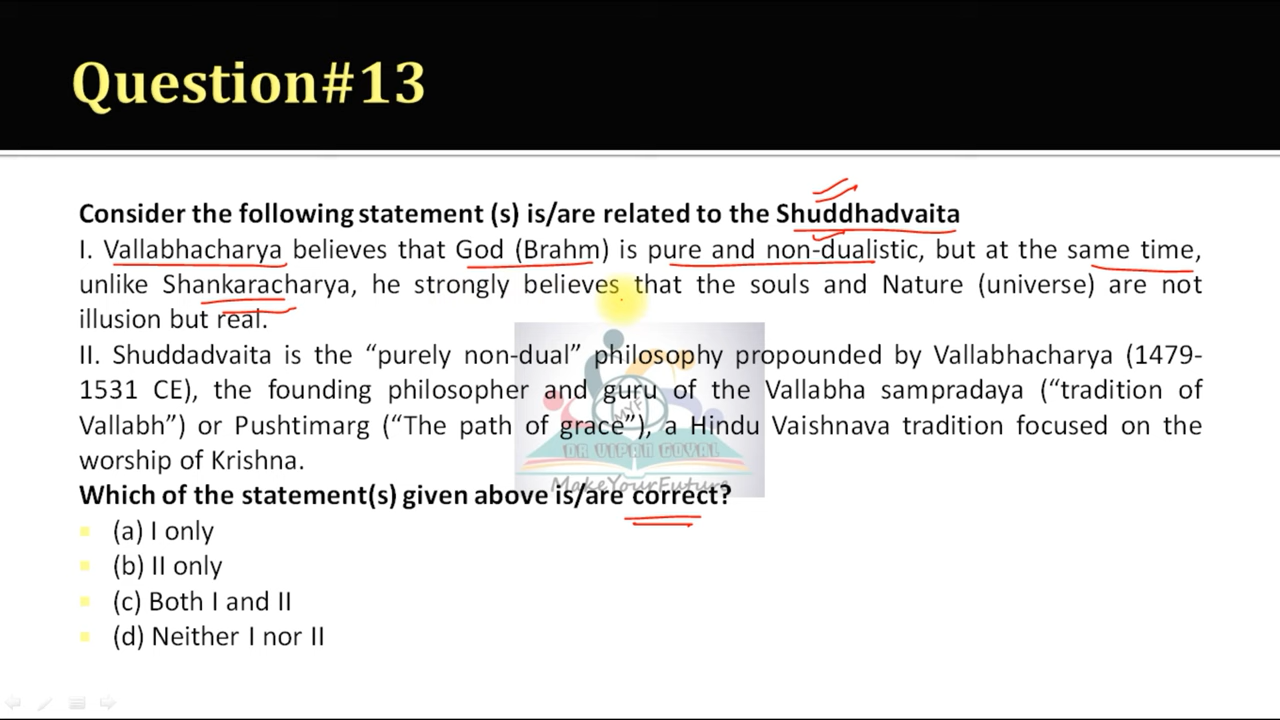 Question#13
Consider the following statement (s) is/are related to the Shuddhadvaita
I. Vallabhacharya believes that God (Brahm) is pure and non-dualistic, but at the same time,
unlike Shankaracharya, he strongly believes that the souls and Nature (universe) are not
illusion but real.
II. Shuddadvaita is the “purely non-dual” philosophy propounded by Vallabhacharya (1479-
1531 CE), the founding philosopher and guru of the Vallabha sampradaya (“tradition of
Vallabh”) or Pushtimarg (“The path of grace”), a Hindu Vaishnava tradition focused on the
worship of Krishna.
MYF
DR VIPAN GOYAL
MakeYourFuture
Which of the statement(s) given above is/are correct?
(a) I only
(b) II only
(c) Both I and II
(d) Neither I nor II